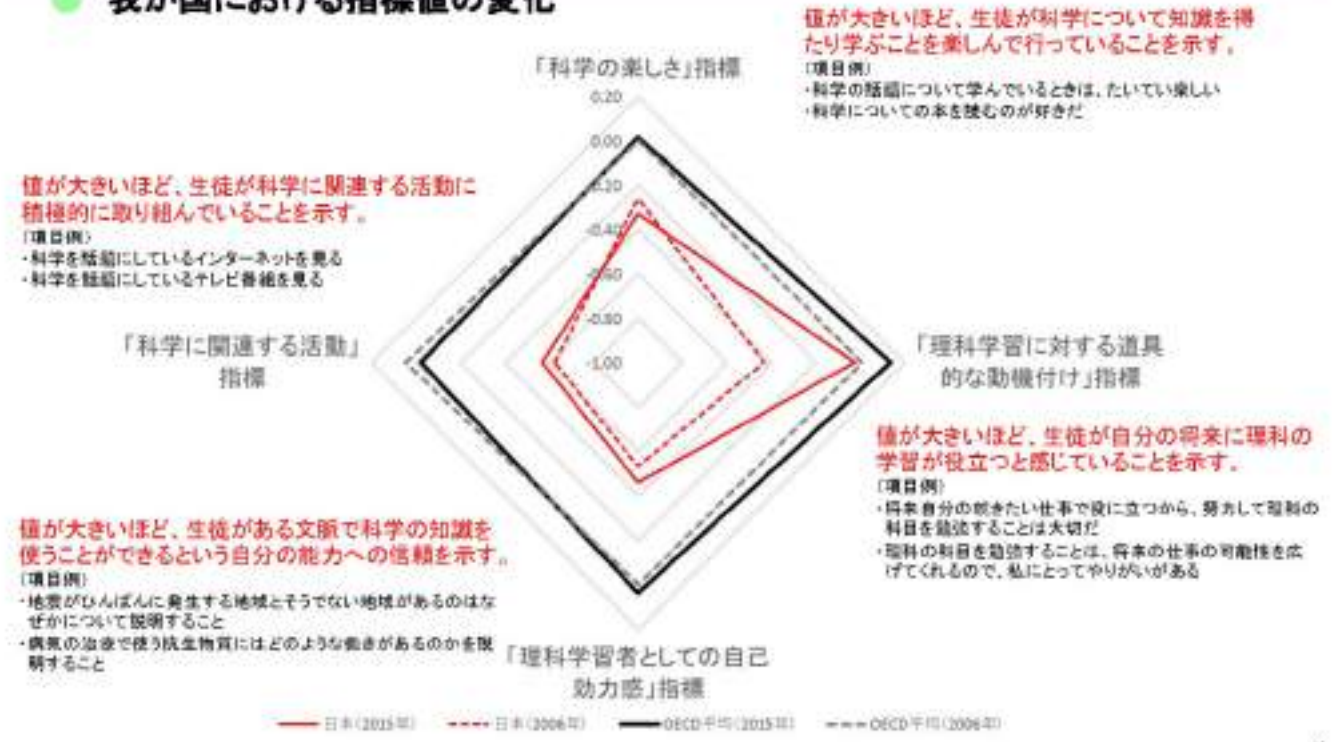 我が国における指標値の変化
値が大きいほど、生徒が科学について知識を得
たり学ぶことを楽しんで行っていることを示す。
（項目例）
・科学の話題について学んでいるときは、たいてい楽しい
・科学についての本を読むのが好きだ
「科学の楽しさ」指標
0.20
0.00
-0.20
-0.40
-0.60
-0.80
-1.00
値が大きいほど、生徒が科学に関連する活動に
積極的に取り組んでいることを示す。
（項目例）
・科学を話題にしているインターネットを見る
・科学を話題にしているテレビ番組を見る
「科学に関連する活動」
指標
「理科学習に対する道具
的な動機付け」指標
値が大きいほど、生徒が自分の将来に理科の
学習が役立つと感じていることを示す。
（項目例）
・将来自分の就きたい仕事で役に立つから、努力して理科の
科目を勉強することは大切だ
・理科の科目を勉強することは、将来の仕事の可能性を広
げてくれるので、私にとってやりがいがある
値が大きいほど、生徒がある文脈で科学の知識を
使うことができるという自分の能力への信頼を示す。
（項目例）
・地震がひんぱんに発生する地域とそうでない地域があるのはな
ぜかについて説明すること
・病気の治療で使う抗生物質にはどのような働きがあるのかを説
明すること
「理科学習者としての自己
効力感」指標
日本(2015年)
日本(2006年)
OECD平均(2015年)
OECD平均(2006年)